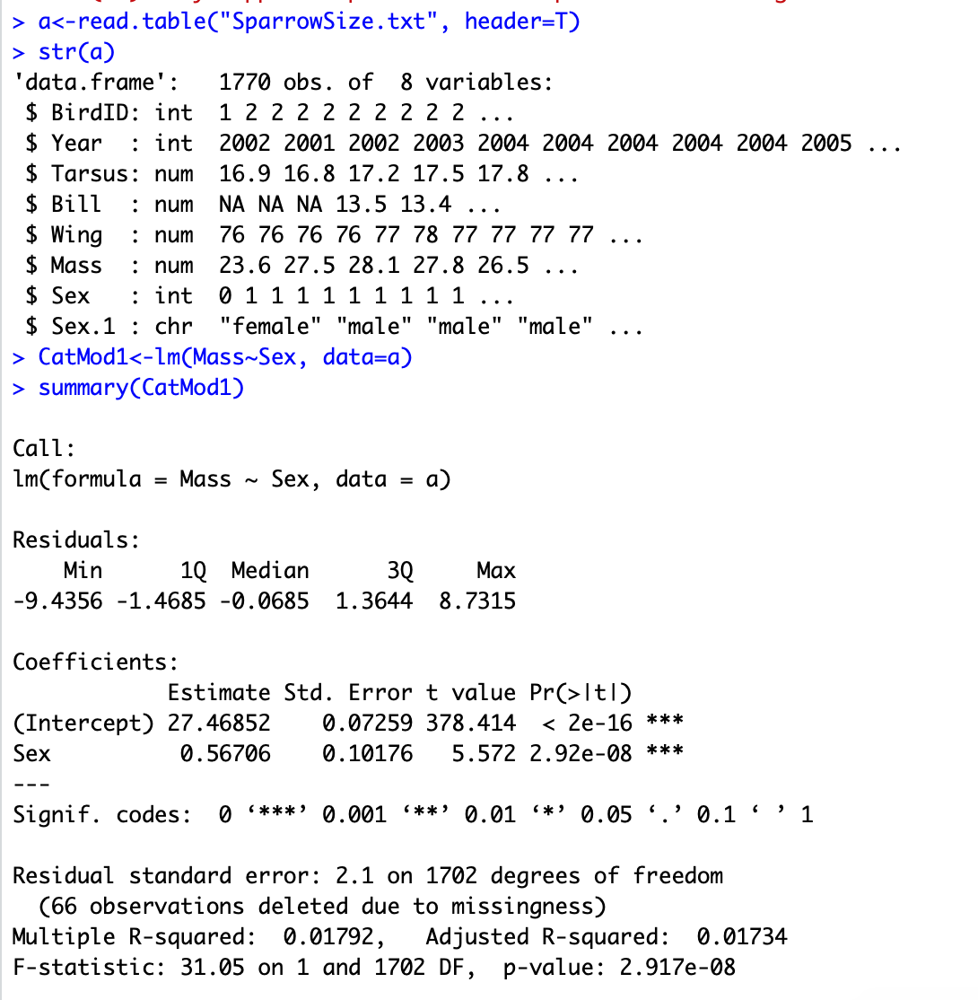 > a<-read.table("SparrowSize.txt", header=T)
> str(a)
'data.frame':   1770 obs. of  8 variables:
 $ BirdID: int  1 2 2 2 2 2 2 2 2 2 ...
 $ Year  : int  2002 2001 2002 2003 2004 2004 2004 2004 2004 2005 ...
 $ Tarsus: num  16.9 16.8 17.2 17.5 17.8 ...
 $ Bill  : num  NA NA NA 13.5 13.4 ...
 $ Wing  : num  76 76 76 76 77 78 77 77 77 77 ...
 $ Mass  : num  23.6 27.5 28.1 27.8 26.5 ...
 $ Sex   : int  0 1 1 1 1 1 1 1 1 1 ...
 $ Sex.1 : chr  "female" "male" "male" "male" ...
> CatMod1<-lm(Mass~Sex, data=a)
> summary(CatMod1)

Call:
lm(formula = Mass ~ Sex, data = a)

Residuals:
    Min      1Q  Median      3Q     Max
-9.4356 -1.4685 -0.0685  1.3644  8.7315

Coefficients:
            Estimate Std. Error t value Pr(>|t|)
(Intercept) 27.46852    0.07259 378.414  < 2e-16 ***
Sex          0.56706    0.10176   5.572 2.92e-08 ***
---
Signif. codes:  0 ‘***’ 0.001 ‘**’ 0.01 ‘*’ 0.05 ‘.’ 0.1 ‘ ’ 1

Residual standard error: 2.1 on 1702 degrees of freedom
  (66 observations deleted due to missingness)
Multiple R-squared:  0.01792,   Adjusted R-squared:  0.01734
F-statistic: 31.05 on 1 and 1702 DF,  p-value: 2.917e-08